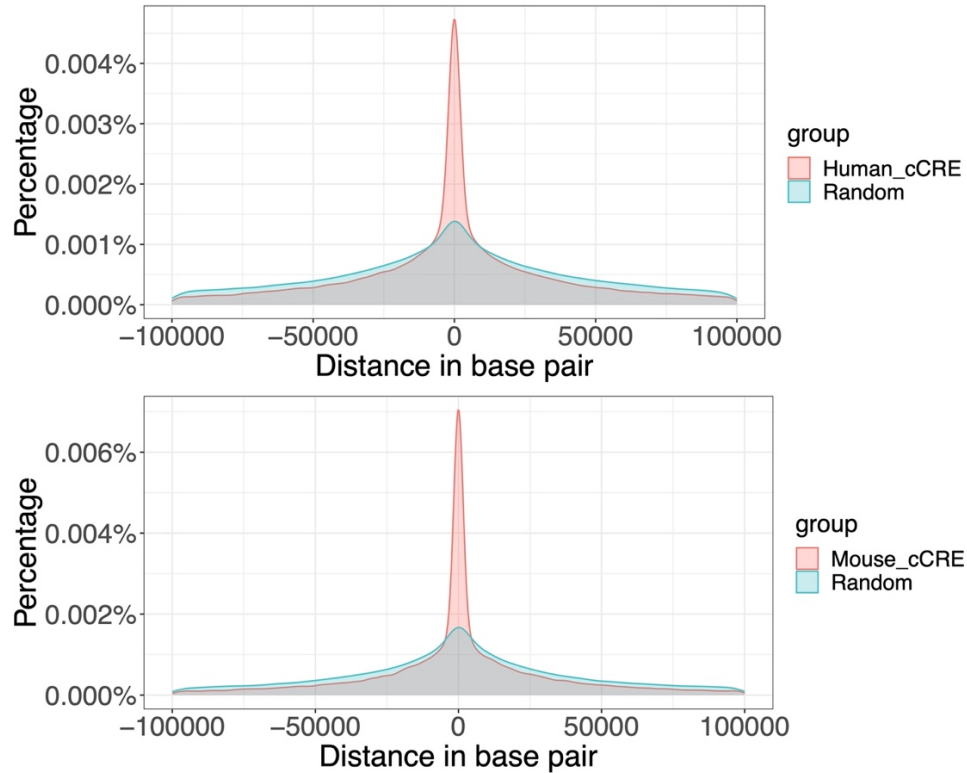 Percentage
0.004%
0.003%
0.002%
0.001%
0.000%
−100000 −50000 0 50000 100000
Distance in base pair
group
Human_cCRE
Random
Percentage
0.006%
0.004%
0.002%
0.000%
−100000 −50000 0 50000 100000
Distance in base pair
group
Mouse_cCRE
Random